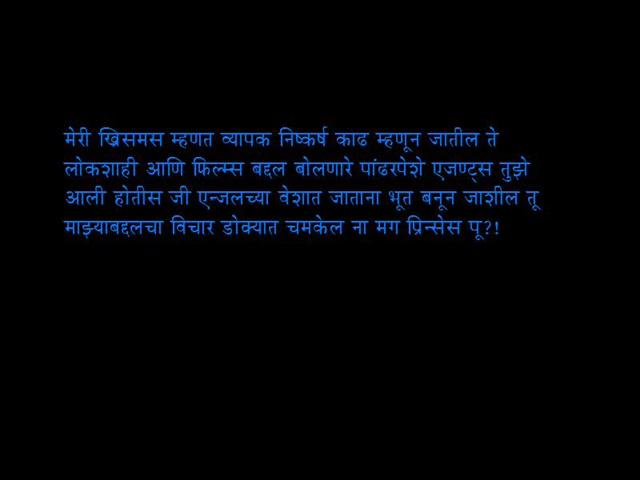 मेरी ख्रिसमस म्हणत व्यापक निष्कर्ष काढ म्हणून जातील ते
लोकशाही आणि फिल्म्स बद्दल बोलणारे पांढरपेशे एजण्ट्स तुझे
आली होतीस जी एन्जलच्या वेशात जाताना भूत बनून जाशील तू
माझ्याबद्दलचा विचार डोक्यात चमकेल ना मग प्रिन्सेस पू?!